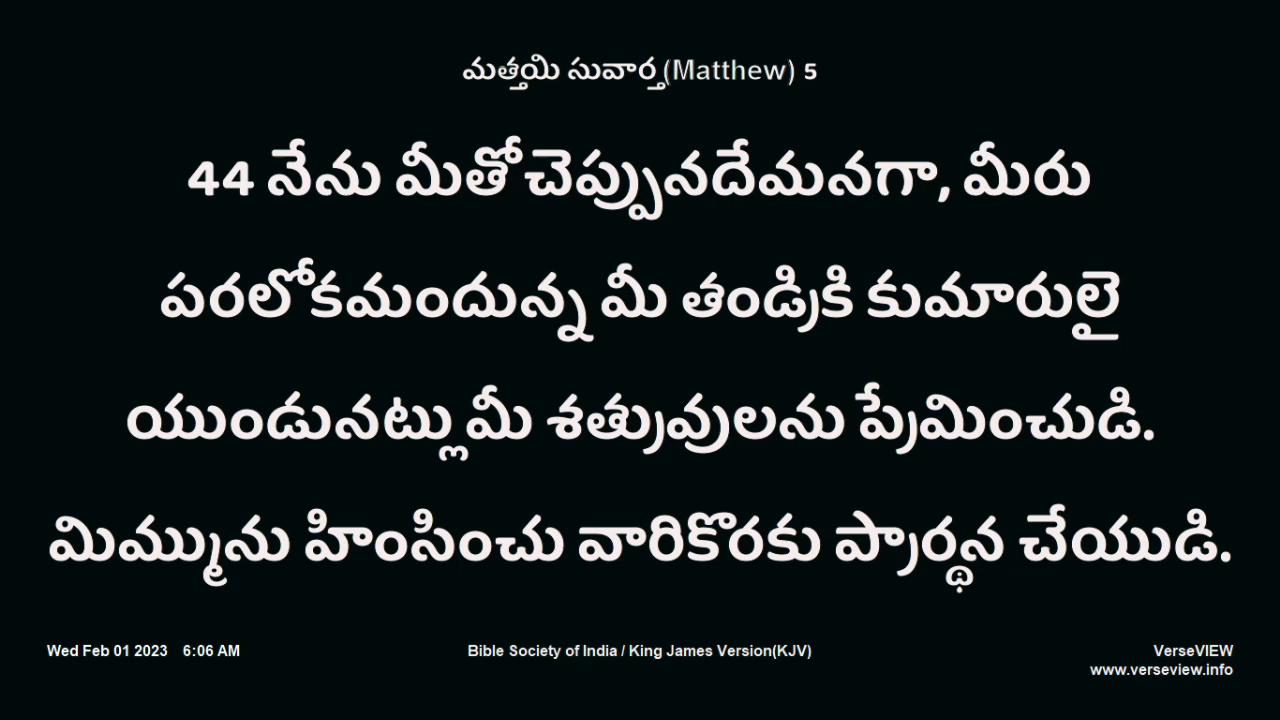 మత్తయి సువార్త(Matthew) 5
44 నేను మీతో చెప్పునదేమనగా, మీరు
పరలోకమందున్న మీ తండ్రికి కుమారులై
యుండునట్లు మీ శత్రువులను ప్రేమించుడి.
మిమ్మును హింసించు వారికొరకు ప్రార్థన చేయుడి.
Wed Feb 01 2023 6:06 AM
Bible Society of India / King James Version(KJV)
VerseVIEW
www.verseview.info